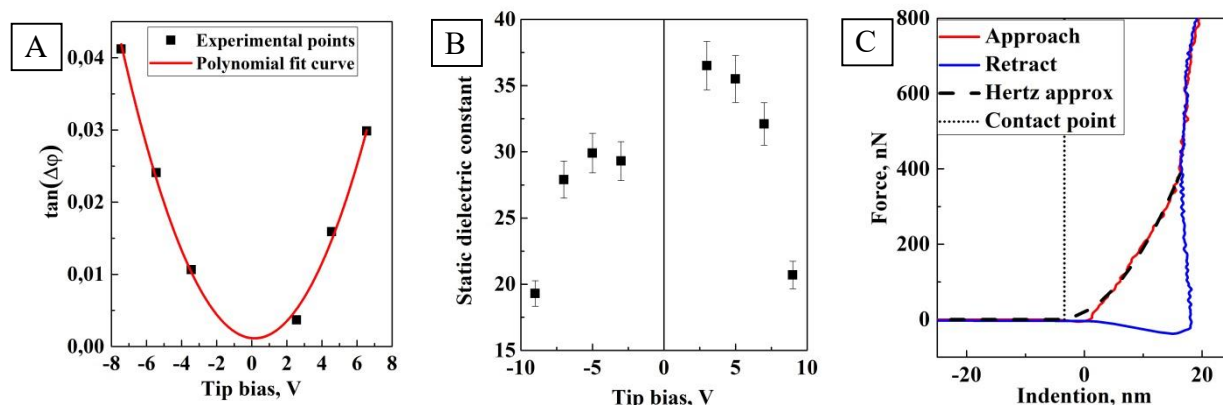 A
Experimental points
Polynomial fit curve
tan(Δφ)
0,04
0,03
0,02
0,01
0,00
-8 -6 -4 -2 0 2 4 6 8
Tip bias, V
B
Static dielectric constant
40
35
30
25
20
15
-10 -5 0 5 10
Tip bias, V
C
Approach
Retract
Hertz approx
Contact point
Force, nN
800
600
400
200
0
-20 0 20
Indention, nm